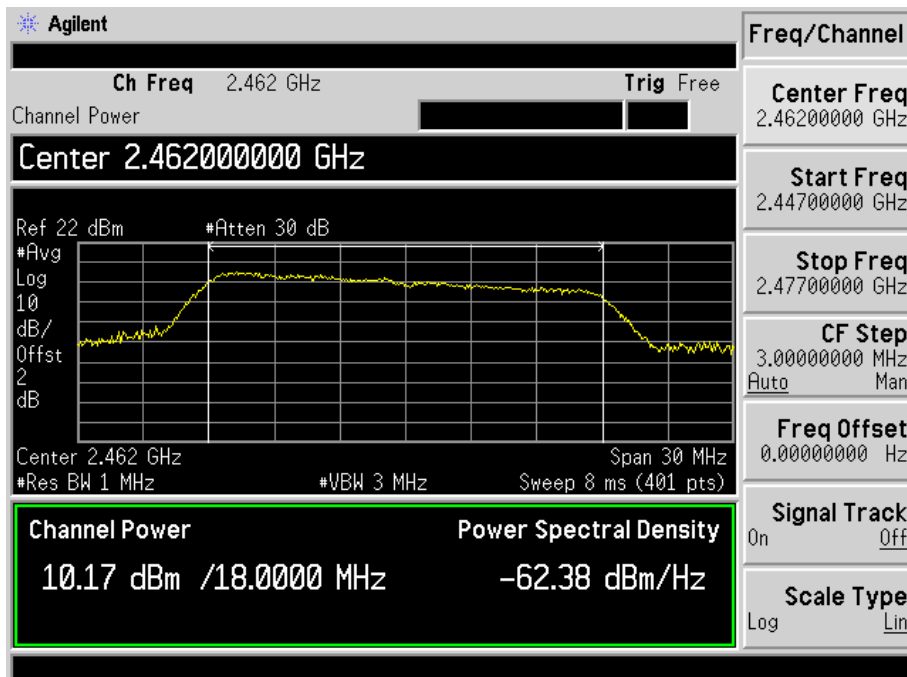 Agilent
Ch Freq 2.462 GHz Trig Free
Channel Power
Center 2.462000000 GHz
Ref 22 dBm #Atten 30 dB
#Avg
Log
10
dB/
Offst
2
dB
Center 2.462 GHz Span 30 MHz
#Res BW 1 MHz #VBW 3 MHz Sweep 8 ms (401 pts)
Channel Power Power Spectral Density
10.17 dBm /18.0000 MHz -62.38 dBm/Hz
Freq/Channel
Center Freq
2.46200000 GHz
Start Freq
2.44700000 GHz
Stop Freq
2.47700000 GHz
CF Step
3.00000000 MHz
Auto Man
Freq Offset
0.00000000 Hz
Signal Track
On Off
Scale Type
Log Lin